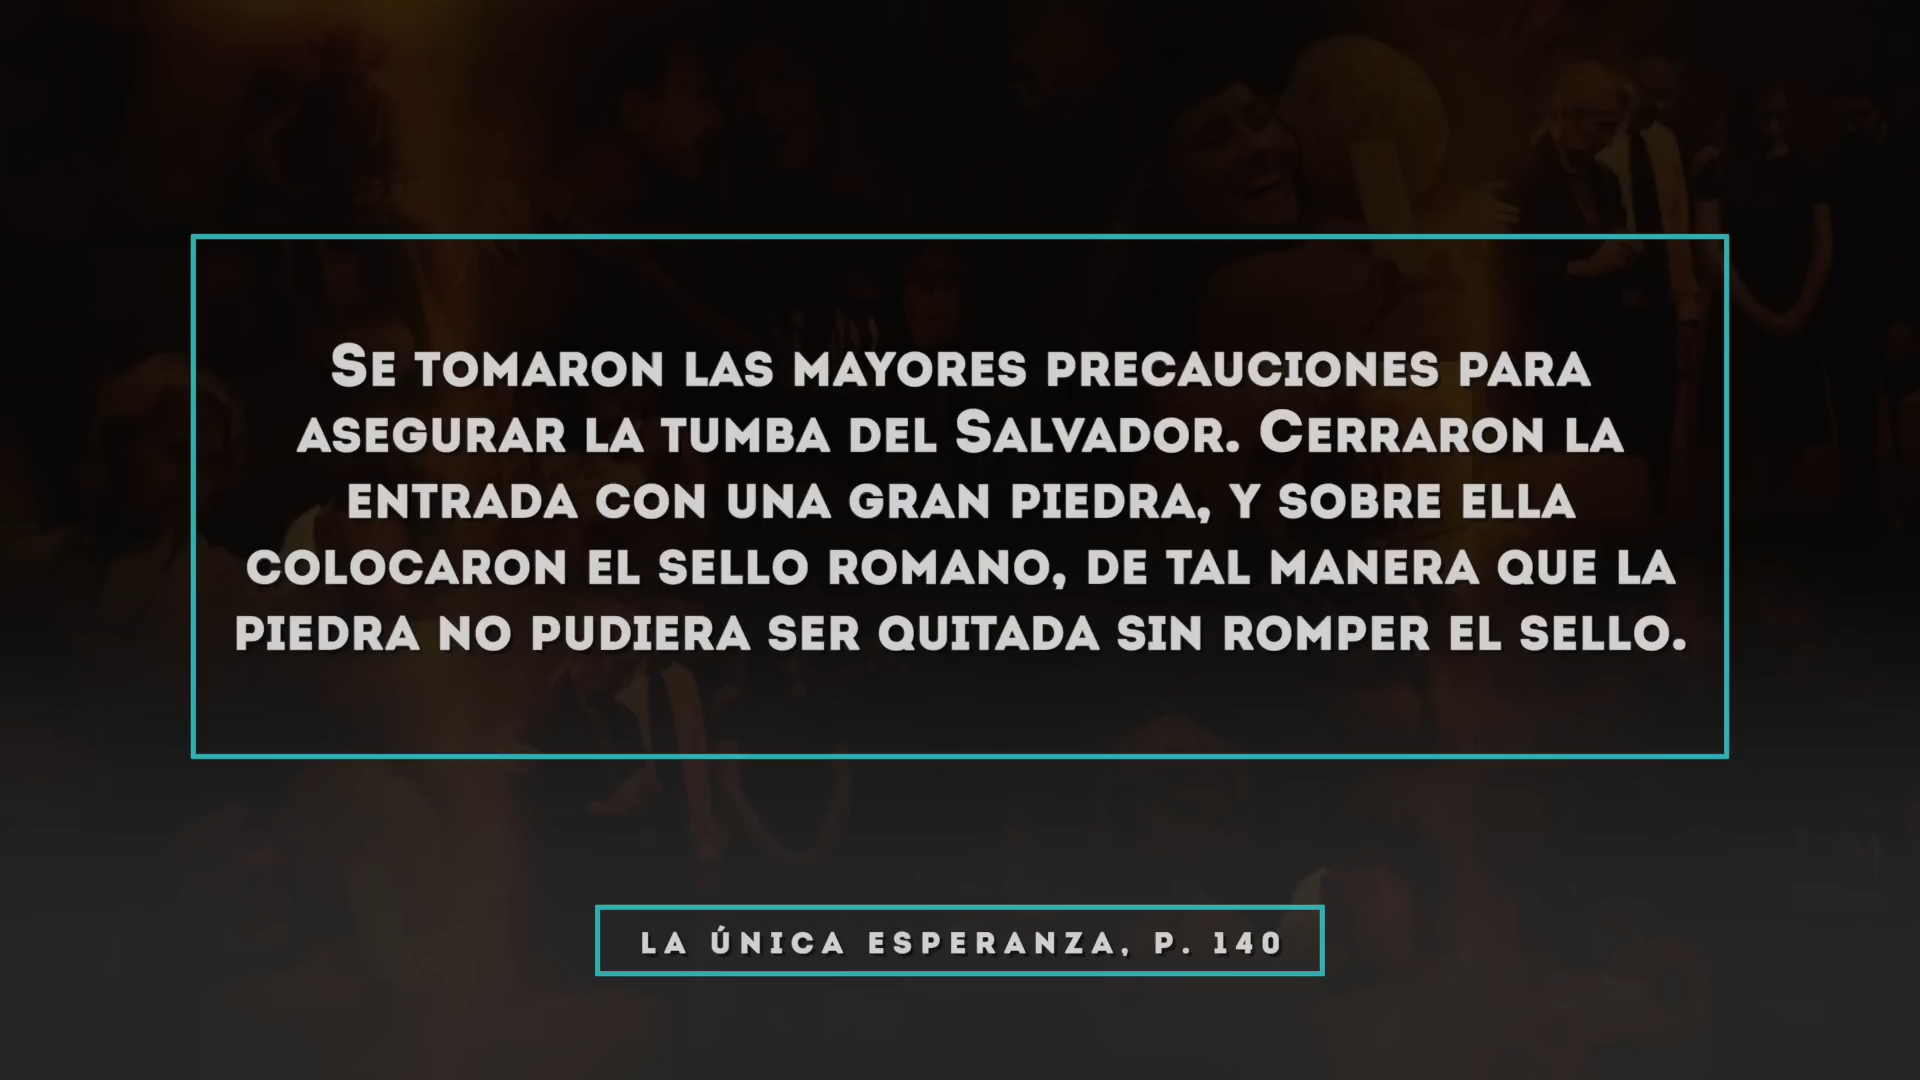 Se tomaron las mayores precauciones para
asegurar la tumba del Salvador. Cerraron la
entrada con una gran piedra, y sobre ella
colocaron el sello romano, de tal manera que la
piedra no pudiera ser quitada sin romper el sello.
LA ÚNICA ESPERANZA, P. 140